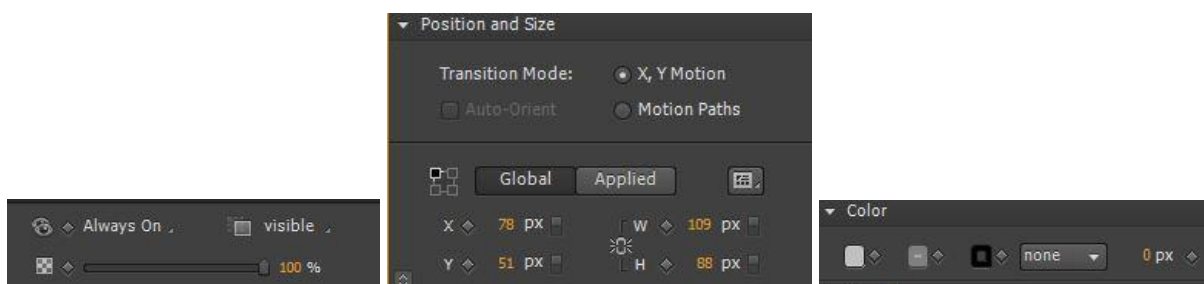 Always On
visible
100 %
Position and Size
Transition Mode:
X, Y Motion
Auto-Orient
Motion Paths
Global
Applied
X 78 px
W 109 px
Y 51 px
H 88 px
Color
none
0 px